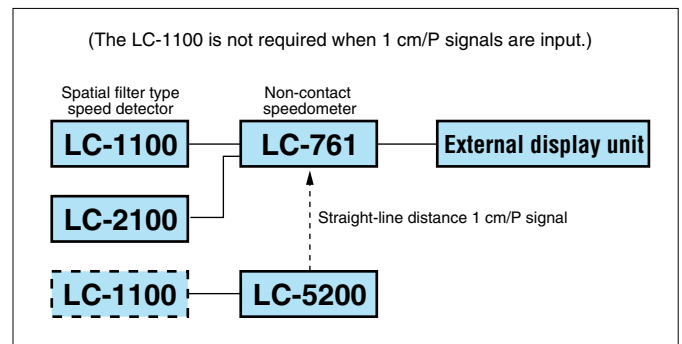 (The LC-1100 is not required when 1 cm/P signals are input.)
Spatial filter type
speed detector
Non-contact
speedometer
LC-1100
LC-761
External display unit
LC-2100
Straight-line distance 1 cm/P signal
LC-1100
LC-5200